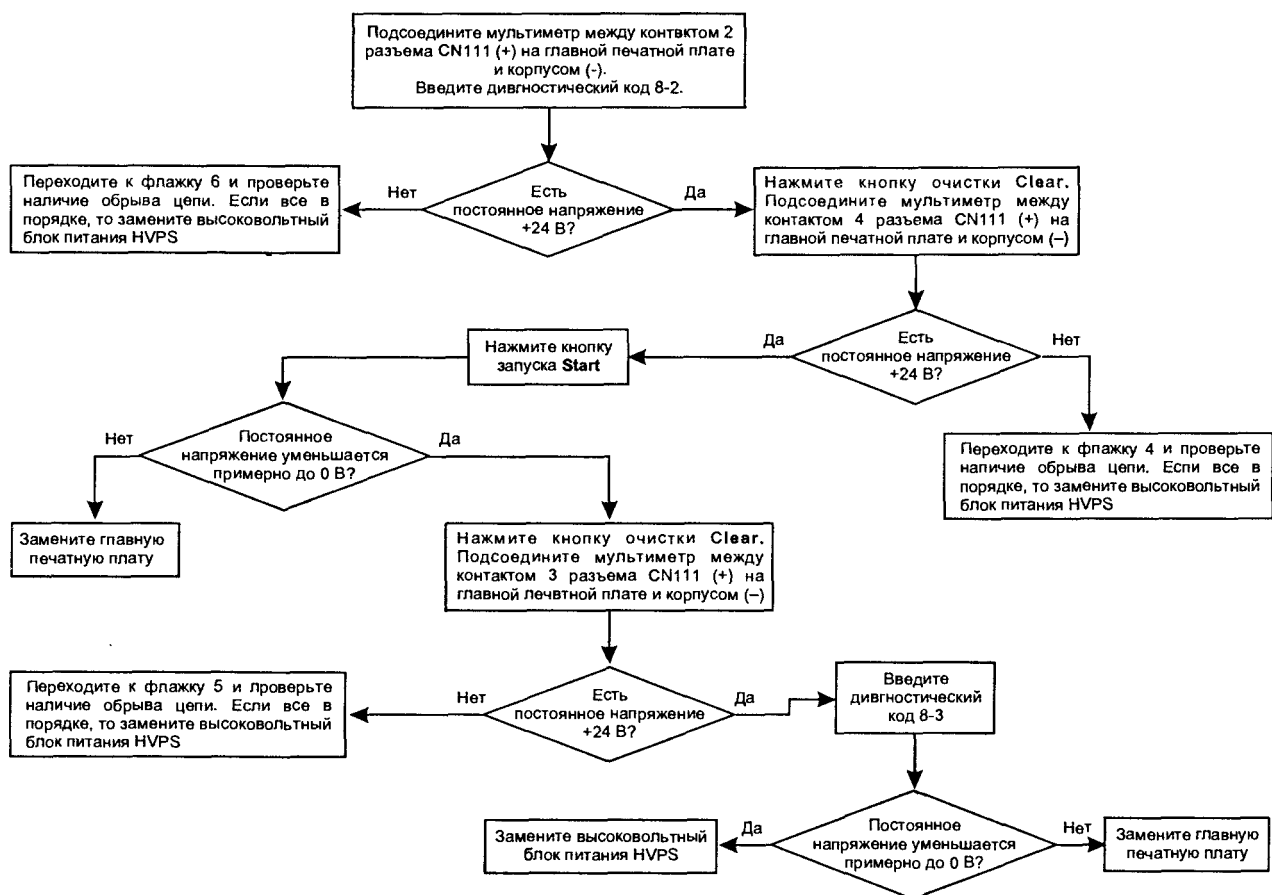 Подсоедините мультиметр между контвктом 2
разъема CN111 (+) на главной печатной плате
и корпусом (-).
Введите дивгностический код 8-2.
Переходите к флажку 6 и проверьте
наличие обрыва цепи. Если все в
порядке, то замените высоковольтный
блок питания HVPS
Нет
Есть
постоянное напряжение
+24 В?
Да
Нажмите кнопку очистки Clear.
Подсоедините мультиметр между
контактом 4 разъема CN111 (+) на
главной печатной плате и корпусом (–)
Нажмите кнопку
запуска Start
Да
Есть
постоянное напряжение
+24 В?
Нет
Нет
Постоянное
напряжение уменьшается
примерно до 0 В?
Да
Переходите к фпажку 4 и проверьте
напичие обрыва цепи. Еспи все в
порядке, то замените высоковольтный
блок питания HVPS
Замените гпавную
печатную плату
Нажмите кнопку очистки Clear.
Подсоедините мультиметр между
контактом 3 разъема CN111 (+) на
главной лечвтной плате и корпусом (–)
Переходите к фпажку 5 и лроверьте
наличие обрыва цепи. Если все в
порядке, то замените высоковольтный
блок питания HVPS
Нет
Есть
постоянное напряжение
+24 В?
Да
Введите
дивгностический
код 8-3
Замените высоковольтный
блок питания HVPS
Да
Постоянное
напряжение уменьшается
примерно до 0 В?
Нет
Замените главную
печатную плату